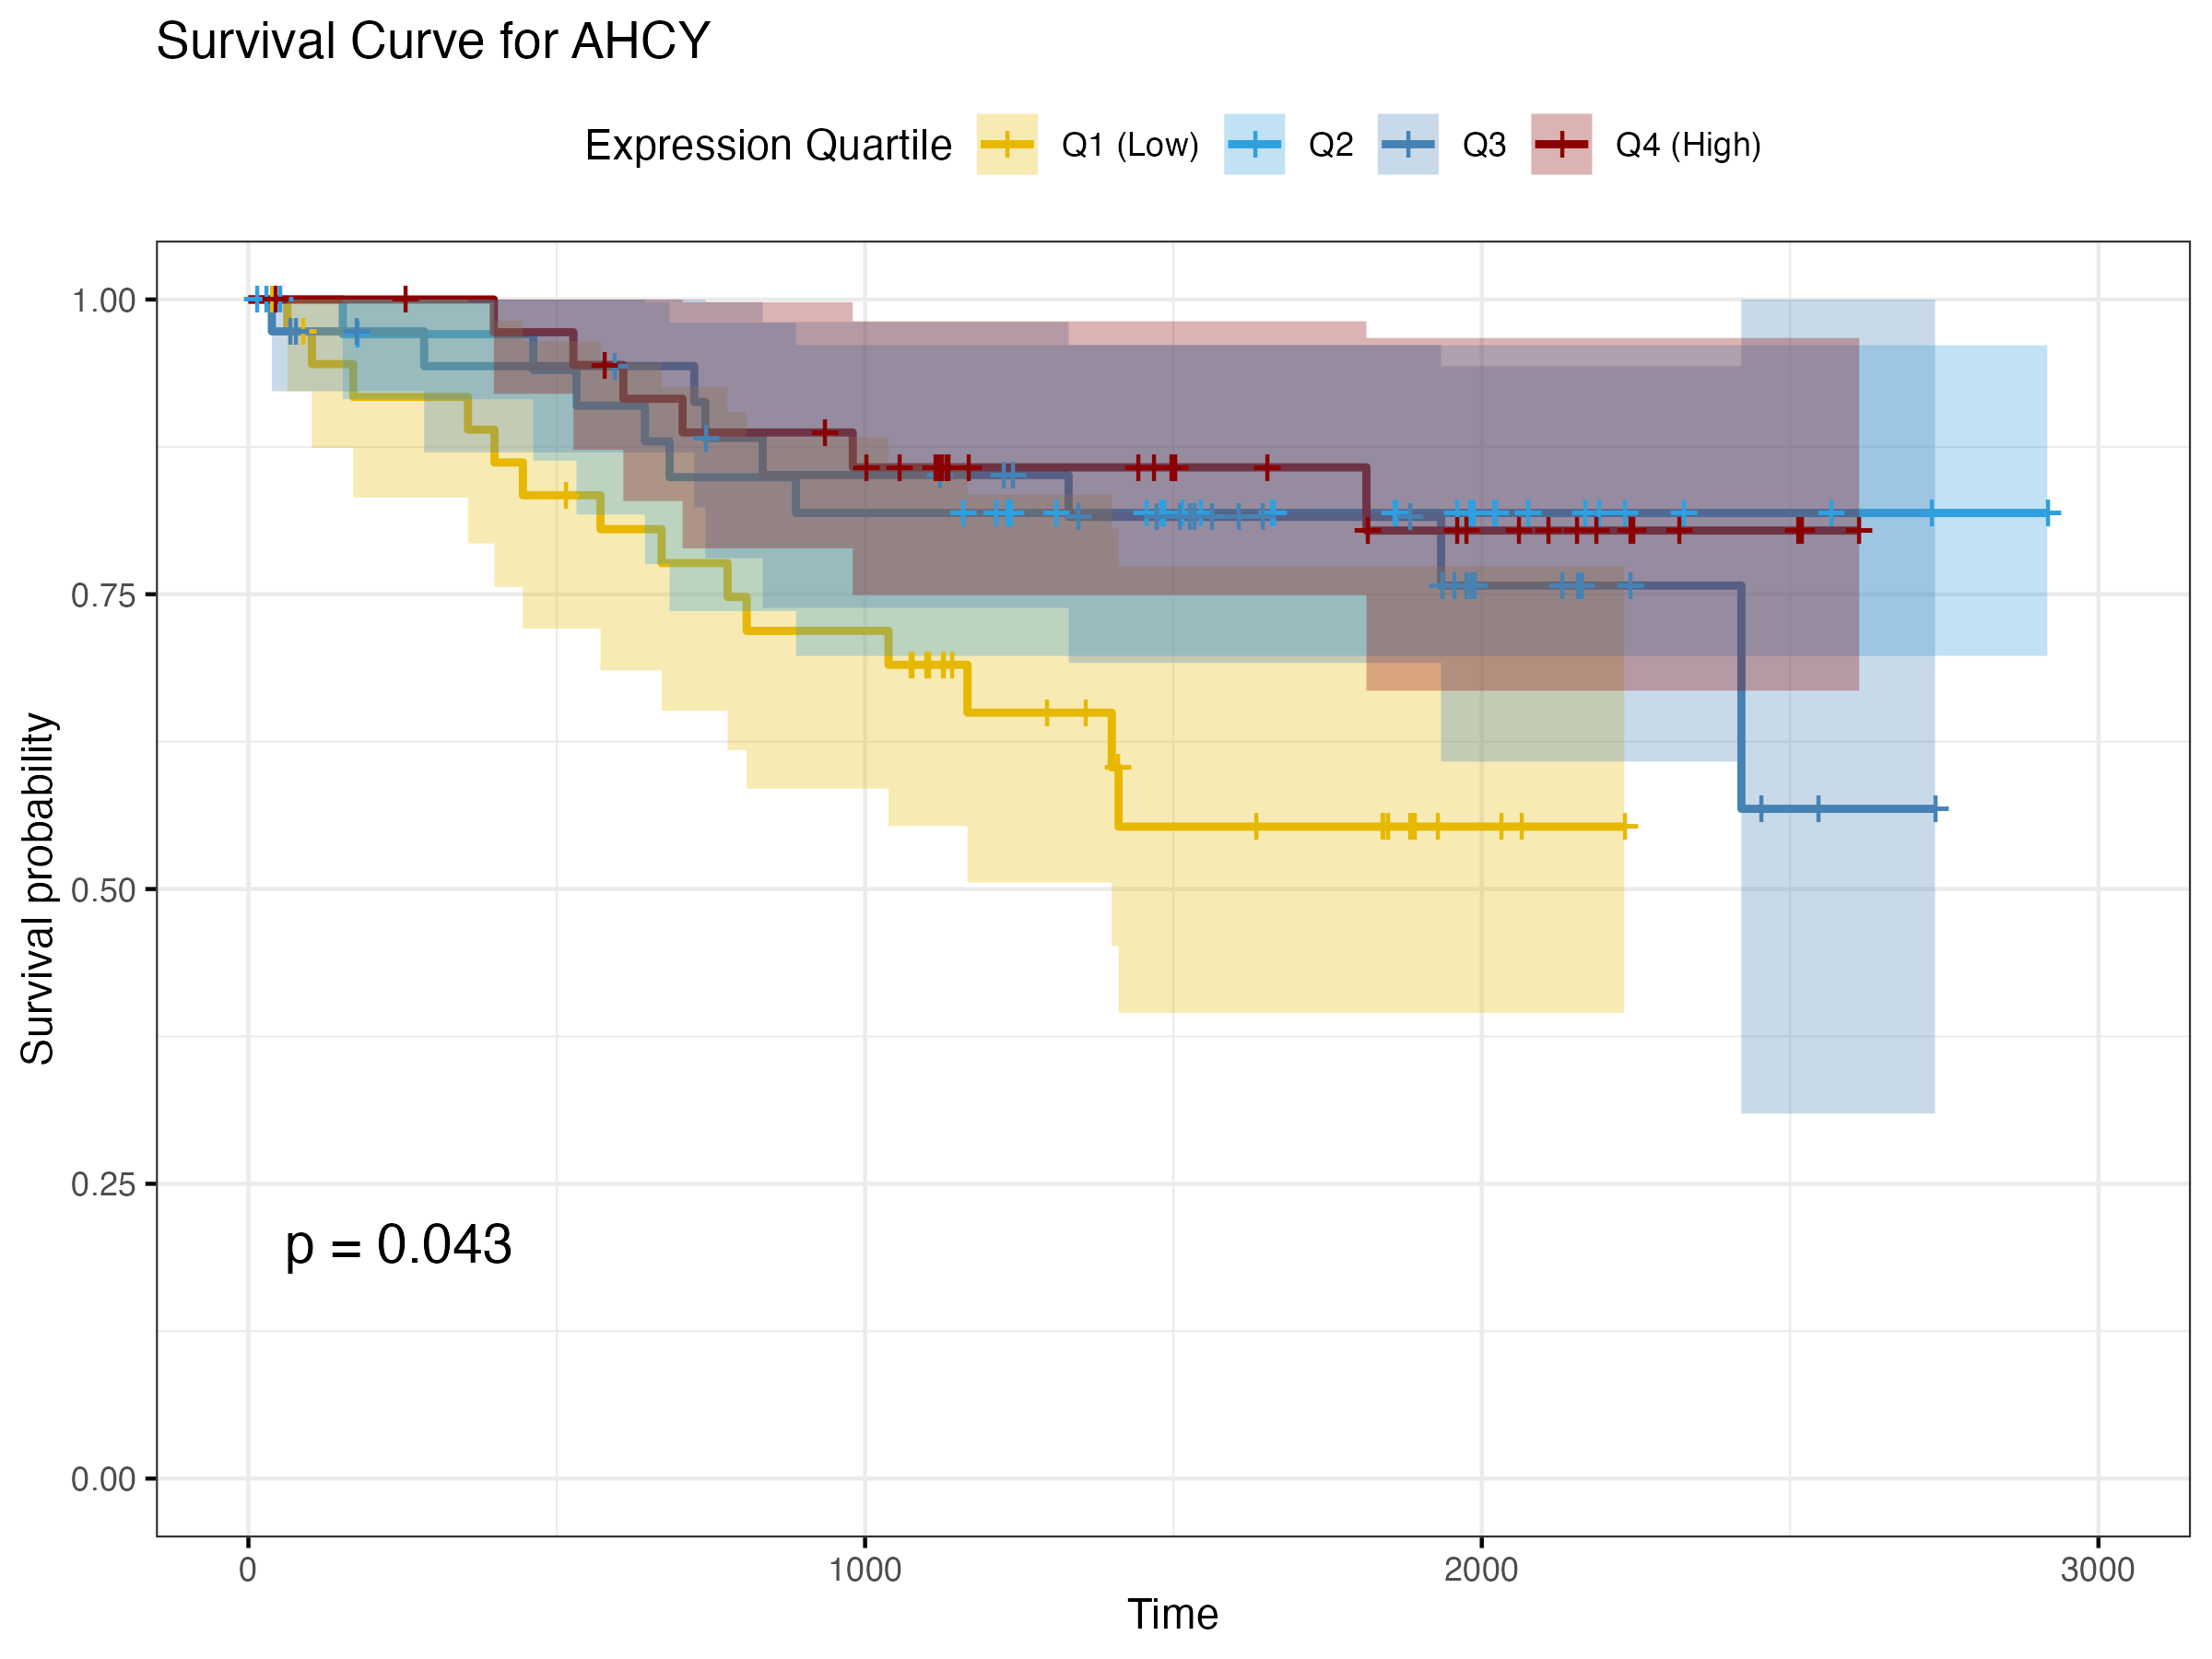 Survival Curve for AHCY
Expression Quartile Q1 (Low) Q2 Q3 Q4 (High)
Survival probability
1.00
0.75
0.50
0.25
0.00
p = 0.043
0 1000 2000 3000
Time